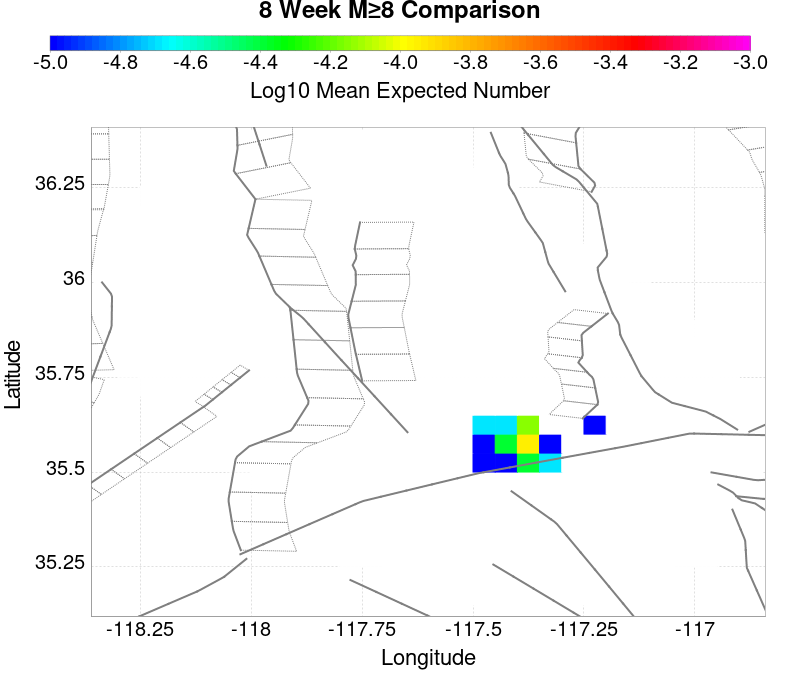 8 Week M≥8 Comparison
-5.0 -4.8 -4.6 -4.4 -4.2 -4.0 -3.8 -3.6 -3.4 -3.2 -3.0
Log10 Mean Expected Number
36.25
36
35.75
35.5
35.25
Latitude
-118.25 -118 -117.75 -117.5 -117.25 -117
Longitude